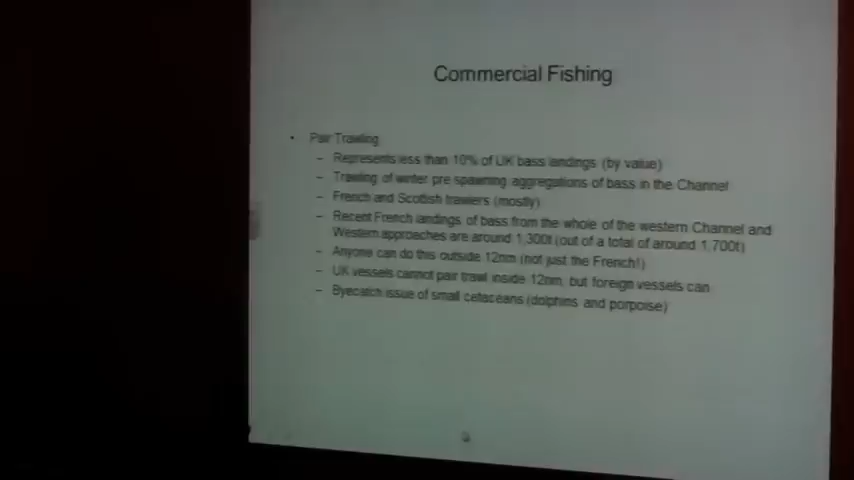 Commercial Fishing
• Pair Trawling
– Represents less than 10% of UK bass landings (by value)
– Trawling of winter pre spawning aggregations of bass in the Channel
– French and Scottish trawlers (mostly)
– Recent French landings of bass from the whole of the western Channel and
Western approaches are around 1,300t (out of a total of around 1,700t)
– Anyone can do this outside 12nm (not just the French!)
– UK vessels cannot pair trawl inside 12nm, but foreign vessels can
– Byecatch issue of small cetaceans (dolphins and porpoise)